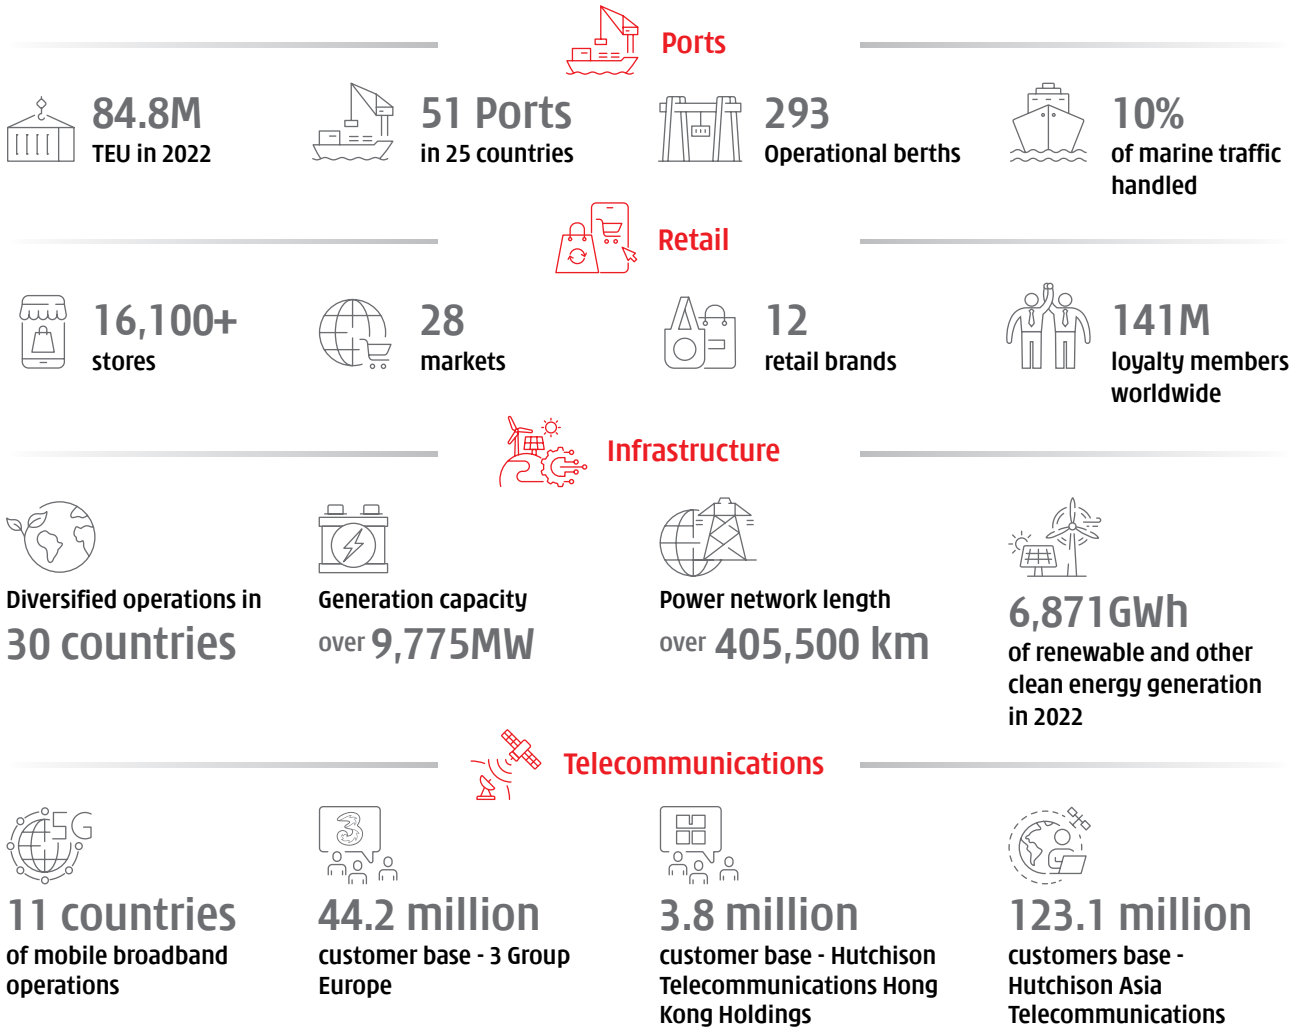 Ports
84.8M
TEU in 2022
51 Ports
in 25 countries
293
Operational berths
10%
of marine traffic
handled
Retail
16,100+
stores
28
markets
12
retail brands
141M
loyalty members
worldwide
Infrastructure
Diversified operations in
30 countries
Generation capacity
over 9,775MW
Power network length
over 405,500 km
6,871GWh
of renewable and other
clean energy generation
in 2022
Telecommunications
5G
11 countries
of mobile broadband
operations
3
44.2 million
customer base - 3 Group
Europe
3.8 million
customer base - Hutchison
Telecommunications Hong
Kong Holdings
123.1 million
customers base -
Hutchison Asia
Telecommunications